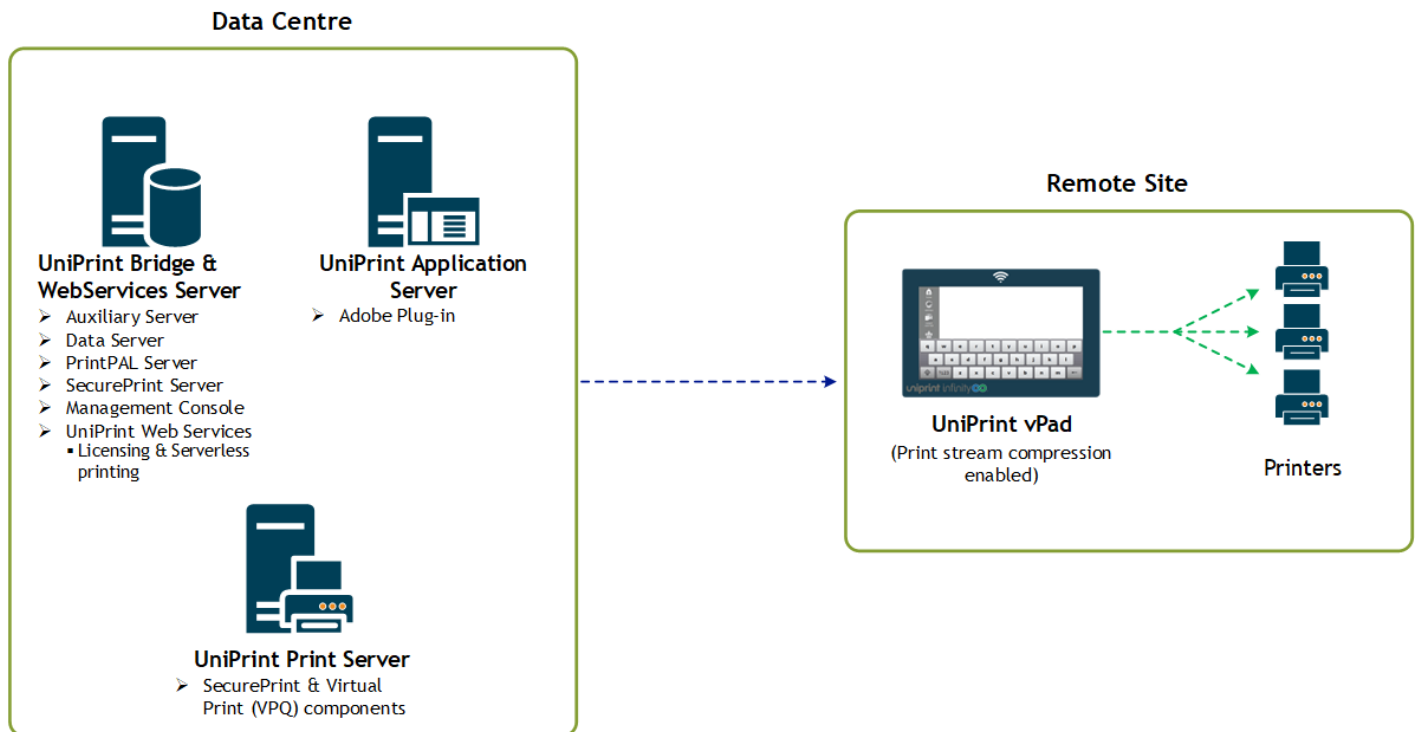 Data Centre
UniPrint Bridge &
WebServices Server
➢ Auxiliary Server
➢ Data Server
➢ PrintPAL Server
➢ SecurePrint Server
➢ Management Console
➢ UniPrint Web Services
▪ Licensing & Serverless
printing
UniPrint Application
Server
➢ Adobe Plug-in
UniPrint Print Server
➢ SecurePrint & Virtual
Print (VPQ) components
Remote Site
uniprint infinity
UniPrint vPad
(Print stream compression
enabled)
Printers